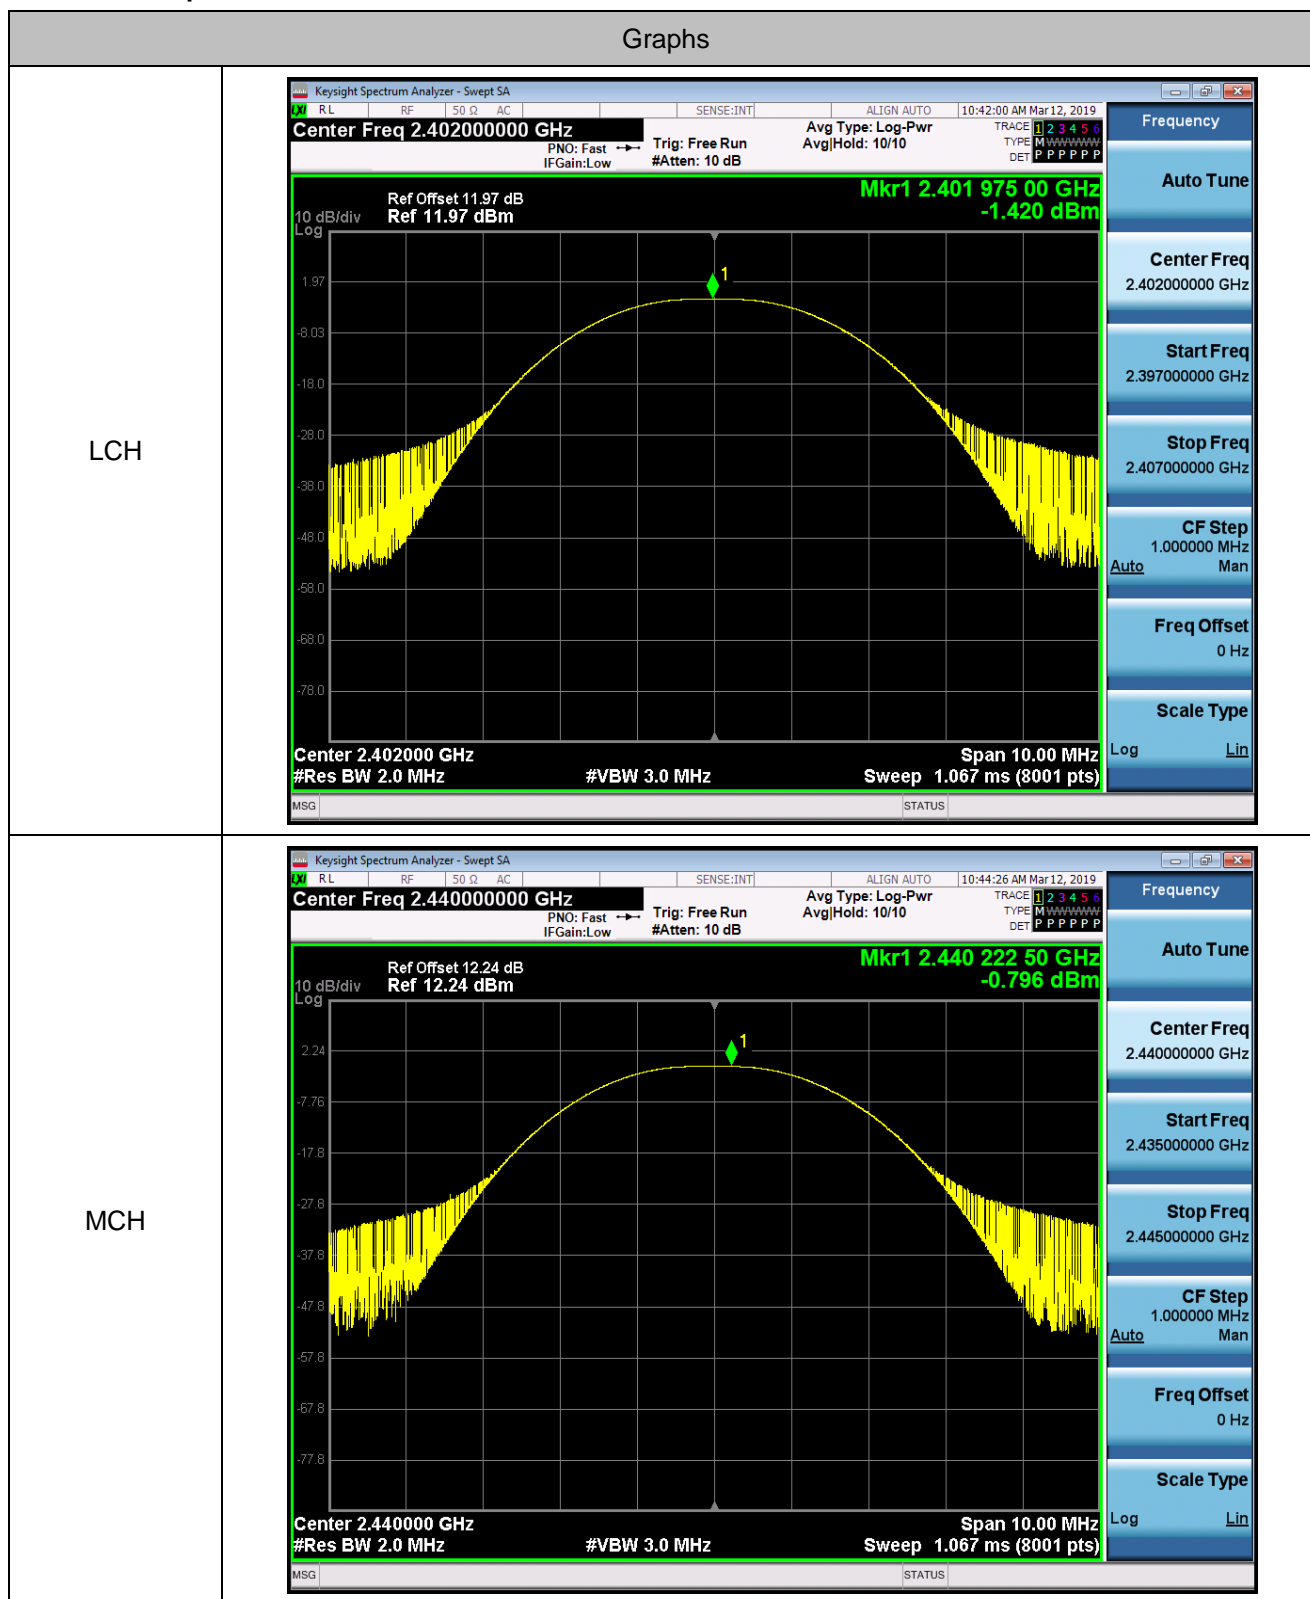 Graphs
LCH
Keysight Spectrum Analyzer - Swept SA
LXI RL RF 50 Ω AC SENSE:INT ALIGN AUTO 10:42:00 AM Mar 12, 2019
Center Freq 2.402000000 GHz
PNO: Fast
IFGain:Low
Trig: Free Run
#Atten: 10 dB
Avg Type: Log-Pwr
Avg|Hold: 10/10
TRACE 1 2 3 4 5 6
TYPE M WWWWW
DET P P P P P P
Ref Offset 11.97 dB
10 dB/div Ref 11.97 dBm
Log
Mkr1 2.401 975 00 GHz
-1.420 dBm
1
1.97
-8.03
-18.0
-28.0
-38.0
-48.0
-58.0
-68.0
-78.0
Center 2.402000 GHz Span 10.00 MHz
#Res BW 2.0 MHz #VBW 3.0 MHz Sweep 1.067 ms (8001 pts)
MSG STATUS
Frequency
Auto Tune
Center Freq
2.402000000 GHz
Start Freq
2.397000000 GHz
Stop Freq
2.407000000 GHz
CF Step
1.000000 MHz
Auto Man
Freq Offset
0 Hz
Scale Type
Log Lin
MCH
Keysight Spectrum Analyzer - Swept SA
LXI RL RF 50 Ω AC SENSE:INT ALIGN AUTO 10:44:26 AM Mar 12, 2019
Center Freq 2.440000000 GHz
PNO: Fast
IFGain:Low
Trig: Free Run
#Atten: 10 dB
Avg Type: Log-Pwr
Avg|Hold: 10/10
TRACE 1 2 3 4 5 6
TYPE M WWWWW
DET P P P P P P
Ref Offset 12.24 dB
10 dB/div Ref 12.24 dBm
Log
Mkr1 2.440 222 50 GHz
-0.796 dBm
1
2.24
-7.76
-17.8
-27.8
-37.8
-47.8
-57.8
-67.8
-77.8
Center 2.440000 GHz Span 10.00 MHz
#Res BW 2.0 MHz #VBW 3.0 MHz Sweep 1.067 ms (8001 pts)
MSG STATUS
Frequency
Auto Tune
Center Freq
2.440000000 GHz
Start Freq
2.435000000 GHz
Stop Freq
2.445000000 GHz
CF Step
1.000000 MHz
Auto Man
Freq Offset
0 Hz
Scale Type
Log Lin